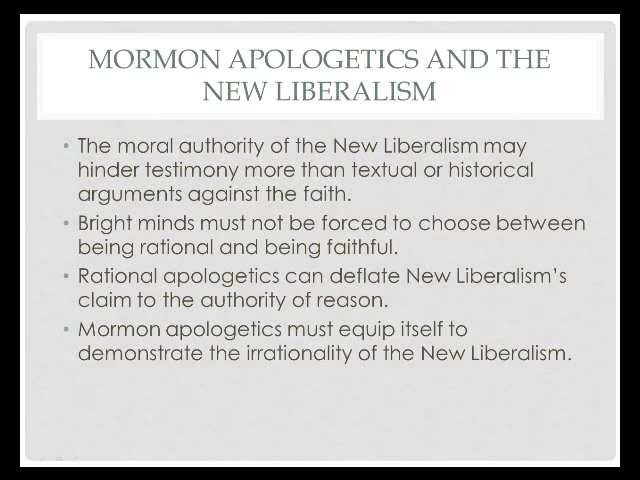 MORMON APOLOGETICS AND THE
NEW LIBERALISM
• The moral authority of the New Liberalism may
hinder testimony more than textual or historical
arguments against the faith.
• Bright minds must not be forced to choose between
being rational and being faithful.
• Rational apologetics can deflate New Liberalism's
claim to the authority of reason.
• Mormon apologetics must equip itself to
demonstrate the irrationality of the New Liberalism.